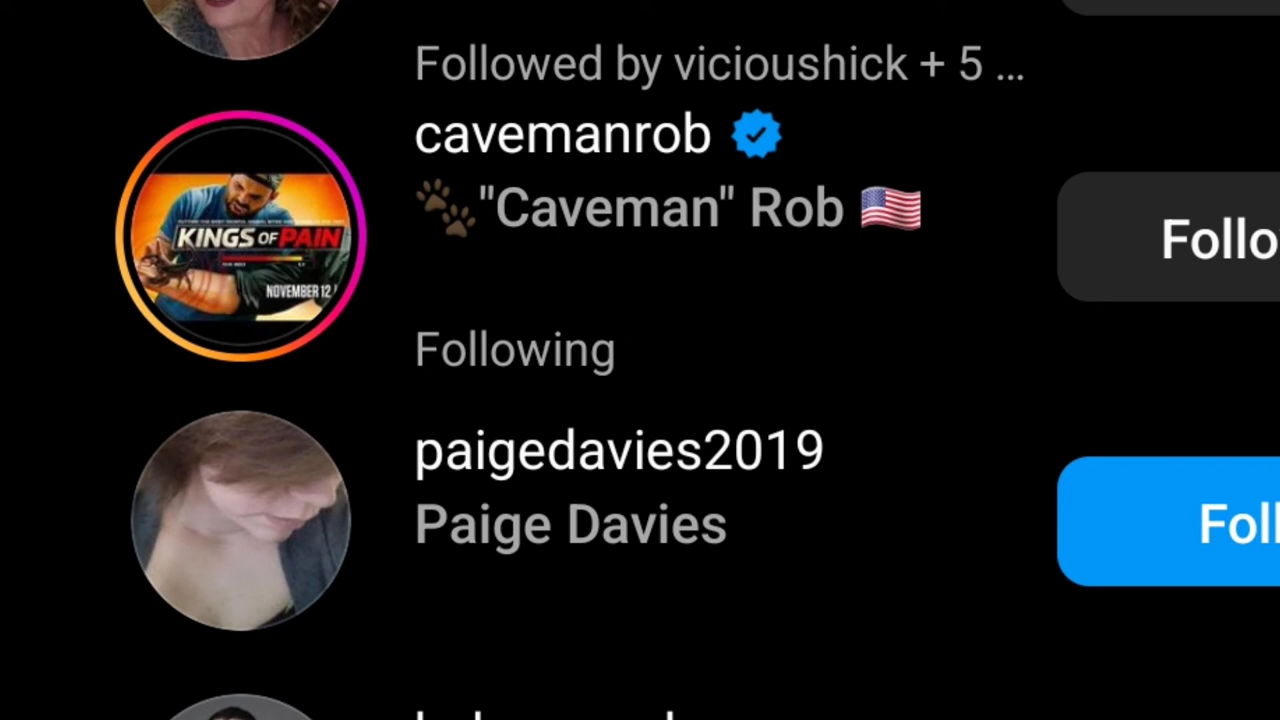 Followed by vicioushick + 5 ...
cavemanrob
🐾"Caveman" Rob 🇺🇸
KINGS OF PAIN
NOVEMBER 12
Following
Follo
paigedavies2019
Paige Davies
Foll